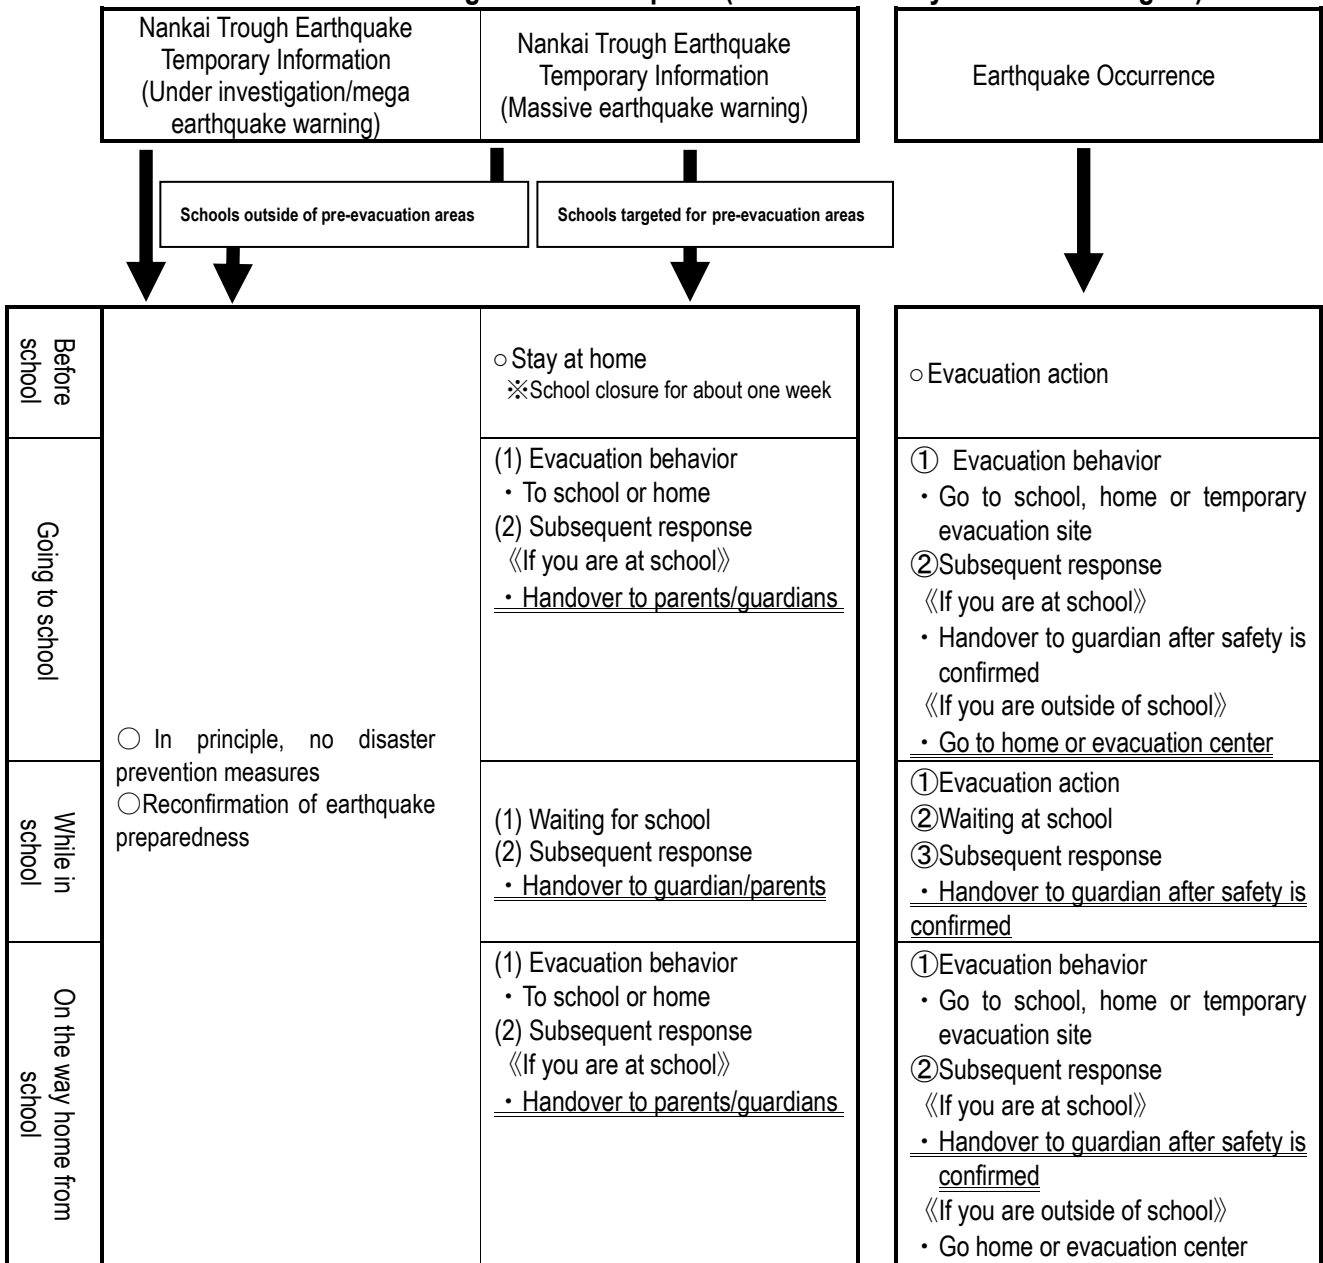 Nankai Trough Earthquake
Temporary Information
(Under investigation/mega
earthquake warning)
Nankai Trough Earthquake
Temporary Information
(Massive earthquake warning)
Earthquake Occurrence
Schools outside of pre-evacuation areas
Schools targeted for pre-evacuation areas
Before
school
○ In principle, no disaster
prevention measures
○Reconfirmation of earthquake
preparedness
○Stay at home
※School closure for about one week
○Evacuation action
Going to school
(1) Evacuation behavior
・To school or home
(2) Subsequent response
《If you are at school》
・Handover to parents/guardians
① Evacuation behavior
・Go to school, home or temporary
evacuation site
②Subsequent response
《If you are at school》
・Handover to guardian after safety is
confirmed
《If you are outside of school》
・Go to home or evacuation center
While in
school
(1) Waiting for school
(2) Subsequent response
・Handover to guardian/parents
①Evacuation action
②Waiting at school
③Subsequent response
・Handover to guardian after safety is
confirmed
On the way home from
school
(1) Evacuation behavior
・To school or home
(2) Subsequent response
《If you are at school》
・Handover to parents/guardians
①Evacuation behavior
・Go to school, home or temporary
evacuation site
②Subsequent response
《If you are at school》
・Handover to guardian after safety is
confirmed
《If you are outside of school》
・Go home or evacuation center